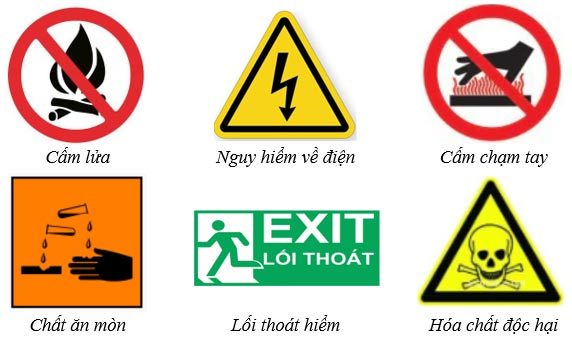 Cấm lửa
Nguy hiểm về điện
Cấm chạm tay
EXIT
LỐI THOÁT
Chất ăn mòn
Lối thoát hiểm
Hóa chất độc hại